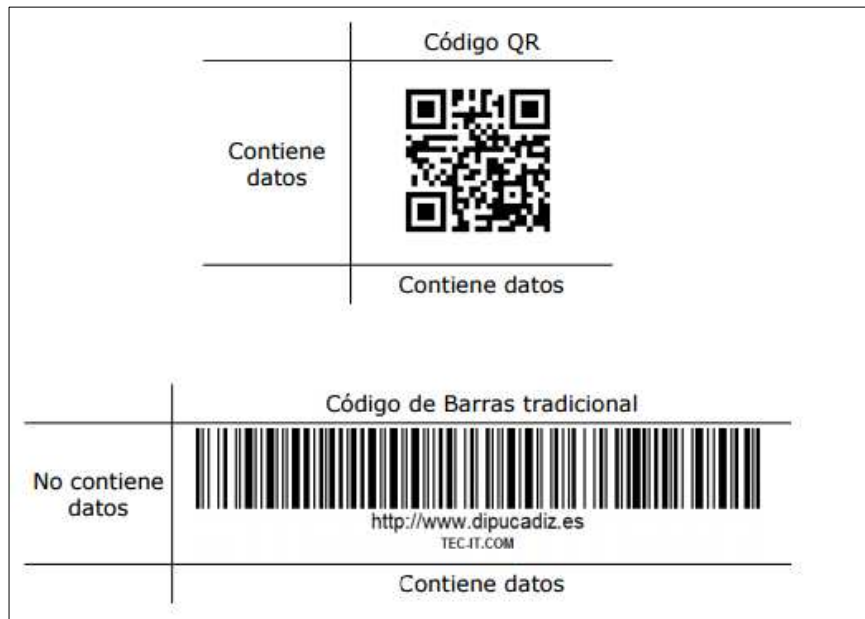 Código QR
Contiene
datos
Contiene datos
Código de Barras tradicional
No contiene
datos
http://www.dipucadiz.es
TEC-IT.COM
Contiene datos